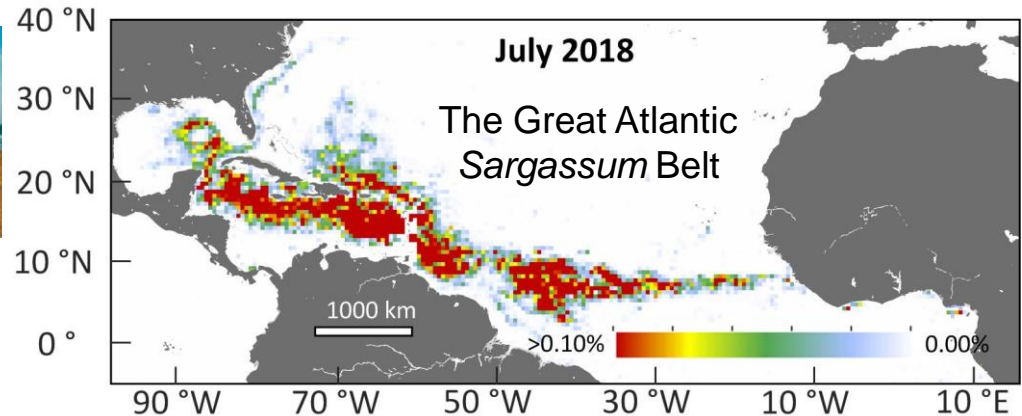 40 °N
July 2018
30 °N
The Great Atlantic
Sargassum Belt
20 °N
10 °N
1000 km
0 °
>0.10%
0.00%
90 °W 70 °W 50 °W 30 °W 10 °W 10 °E